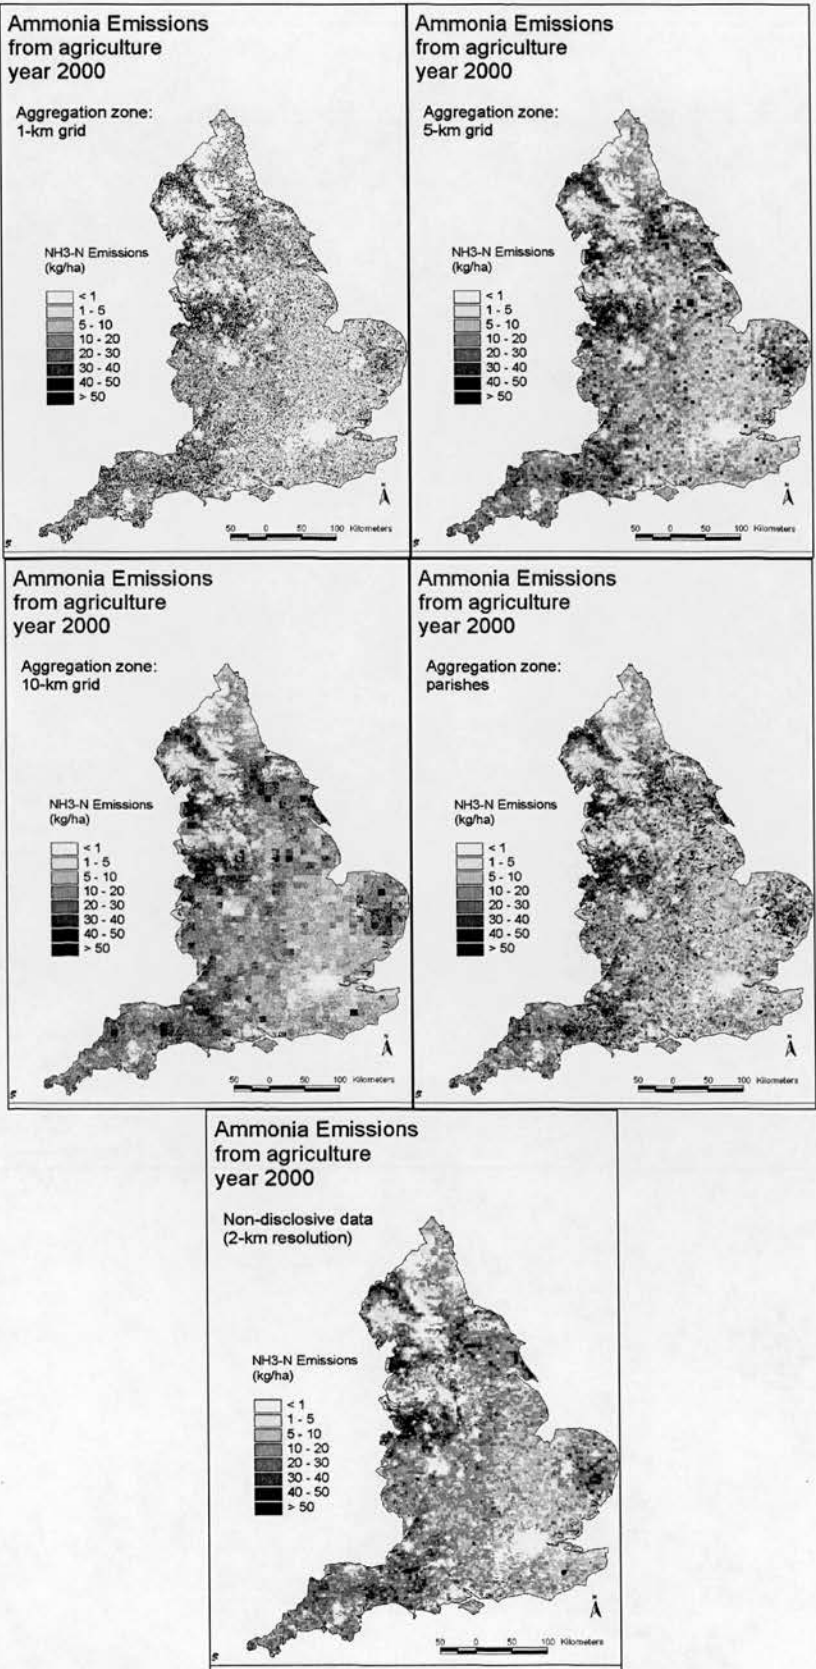 Ammonia Emissions
from agriculture
year 2000
Aggregation zone:
1-km grid
NH3-N Emissions
(kg/ha)
< 1
1 - 5
5 - 10
10 - 20
20 - 30
30 - 40
40 - 50
> 50
N
50 0 50 100 Kilometers
Ammonia Emissions
from agriculture
year 2000
Aggregation zone:
5-km grid
NH3-N Emissions
(kg/ha)
< 1
1 - 5
5 - 10
10 - 20
20 - 30
30 - 40
40 - 50
> 50
N
50 0 50 100 Kilometers
Ammonia Emissions
from agriculture
year 2000
Aggregation zone:
10-km grid
NH3-N Emissions
(kg/ha)
< 1
1 - 5
5 - 10
10 - 20
20 - 30
30 - 40
40 - 50
> 50
N
50 0 50 100 Kilometers
Ammonia Emissions
from agriculture
year 2000
Aggregation zone:
parishes
NH3-N Emissions
(kg/ha)
< 1
1 - 5
5 - 10
10 - 20
20 - 30
30 - 40
40 - 50
> 50
N
50 0 50 100 Kilometers
Ammonia Emissions
from agriculture
year 2000
Non-disclosive data
(2-km resolution)
NH3-N Emissions
(kg/ha)
< 1
1 - 5
5 - 10
10 - 20
20 - 30
30 - 40
40 - 50
> 50
N
50 0 50 100 Kilometers